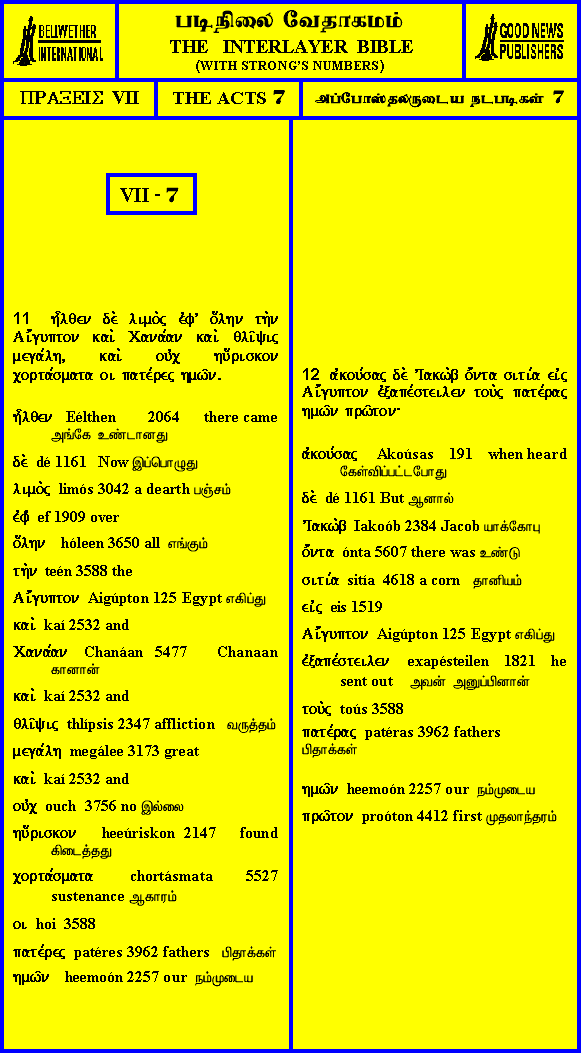 BELLWETHER
INTERNATIONAL
படிநிலை வேதாகமம்
THE INTERLAYER BIBLE
(WITH STRONG'S NUMBERS)
GOOD NEWS
PUBLISHERS
ΠΡΑΞΕΙΣ VII
THE ACTS 7
அப்போஸ்தலருடைய நடபடிகள் 7
VII - 7
11 ἦλθεν δὲ λιμὸς ἐφ' ὅλην τὴν
Αἴγυπτον καὶ Χανάαν καὶ θλῖψις
μεγάλη, καὶ οὐχ ηὕρισκον
χορτάσματα οι πατέρες ημῶν.
ἦλθεν Eélthen 2064 there came
அங்கே உண்டானது
δὲ dé 1161 Now இப்பொழுது
λιμὸς limós 3042 a dearth பஞ்சம்
ἐφ' ef 1909 over
ὅλην hóleen 3650 all எங்கும்
τὴν teén 3588 the
Αἴγυπτον Aigúpton 125 Egypt எகிப்து
καὶ kaí 2532 and
Χανάαν Chanáan 5477 Chanaan
கானான்
καὶ kaí 2532 and
θλῖψις thlípsis 2347 affliction வருத்தம்
μεγάλη megálee 3173 great
καὶ kaí 2532 and
οὐχ ouch 3756 no இல்லை
ηὕρισκον heeúriskon 2147 found
கிடைத்தது
χορτάσματα chortásmata 5527
sustenance ஆகாரம்
οι hoi 3588
πατέρες patéres 3962 fathers பிதாக்கள்
ημῶν heemoón 2257 our நம்முடைய
12 ἀκούσας δὲ Ἰακὼβ ὄντα σιτία εἰς
Αἴγυπτον ἐξαπέστειλεν τοὺς πατέρας
ημῶν πρῶτον·
ἀκούσας Akoúsas 191 when heard
கேள்விப்பட்டபோது
δὲ dé 1161 But ஆனால்
Ἰακὼβ Iakoób 2384 Jacob யாக்கோபு
ὄντα ónta 5607 there was உண்டு
σιτία sitía 4618 a corn தானியம்
εἰς eis 1519
Αἴγυπτον Aigúpton 125 Egypt எகிப்து
ἐξαπέστειλεν exapésteilen 1821 he
sent out அவன் அனுப்பினான்
τοὺς toús 3588
πατέρας patéras 3962 fathers
பிதாக்கள்
ημῶν heemoón 2257 our நம்முடைய
πρῶτον proóton 4412 first முதலாந்தரம்